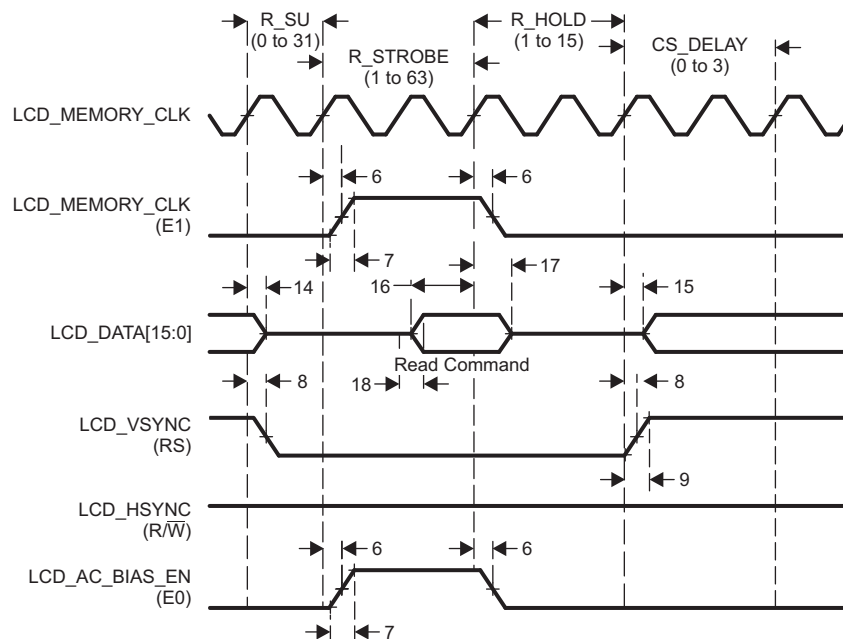 R_SU
(0 to 31)
R_HOLD
(1 to 15)
R_STROBE
(1 to 63)
CS_DELAY
(0 to 3)
LCD_MEMORY_CLK
LCD_MEMORY_CLK
(E1)
6
6
7
17
14
16
15
LCD_DATA[15:0]
Read Command
18
8
8
LCD_VSYNC
(RS)
9
LCD_HSYNC
(R/W̅)
6
6
LCD_AC_BIAS_EN
(E0)
7